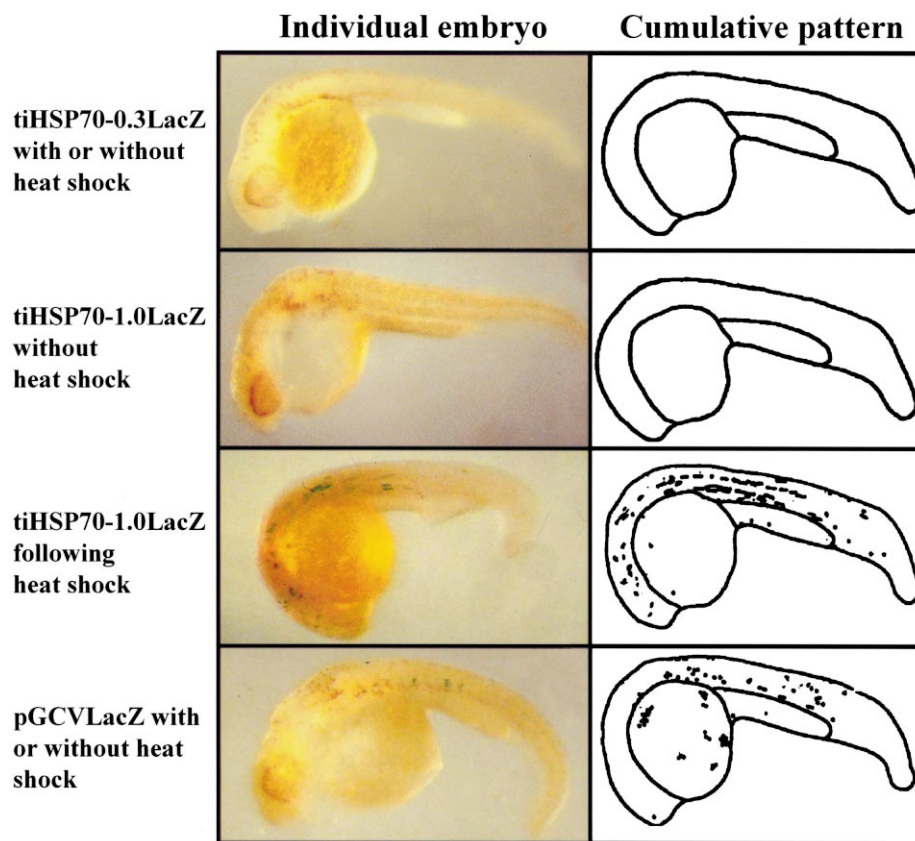 Individual embryo
Cumulative pattern
tiHSP70-0.3LacZ
with or without
heat shock
tiHSP70-1.0LacZ
without
heat shock
tiHSP70-1.0LacZ
following
heat shock
pGCVLacZ with
or without heat
shock